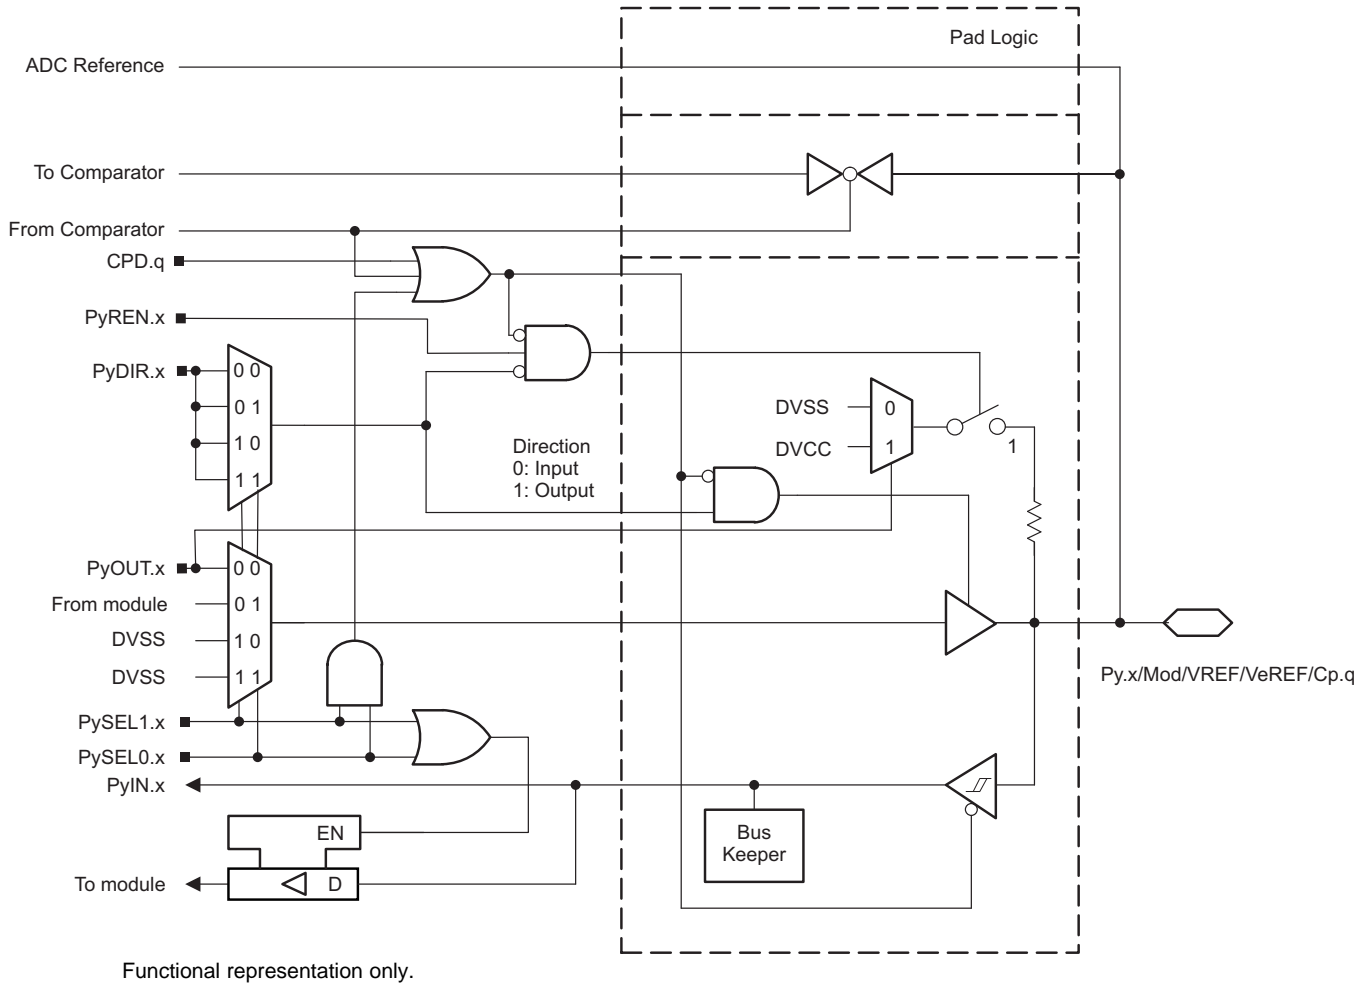 Pad Logic
ADC Reference
To Comparator
From Comparator
CPD.q
PyREN.x
PyDIR.x
0 0
0 1
1 0
1 1
Direction
0: Input
1: Output
DVSS
0
DVCC
1
1
PyOUT.x
0 0
From module
0 1
DVSS
1 0
DVSS
1 1
Py.x/Mod/VREF/VeREF/Cp.q
PySEL1.x
PySEL0.x
PyIN.x
EN
Bus
Keeper
To module
D
Functional representation only.